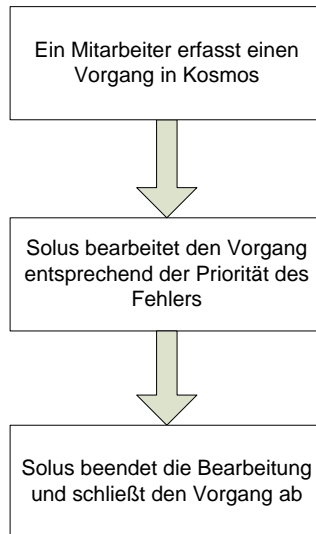 Ein Mitarbeiter erfasst einen
Vorgang in Kosmos
Solus bearbeitet den Vorgang
entsprechend der Priorität des
Fehlers
Solus beendet die Bearbeitung
und schließt den Vorgang ab